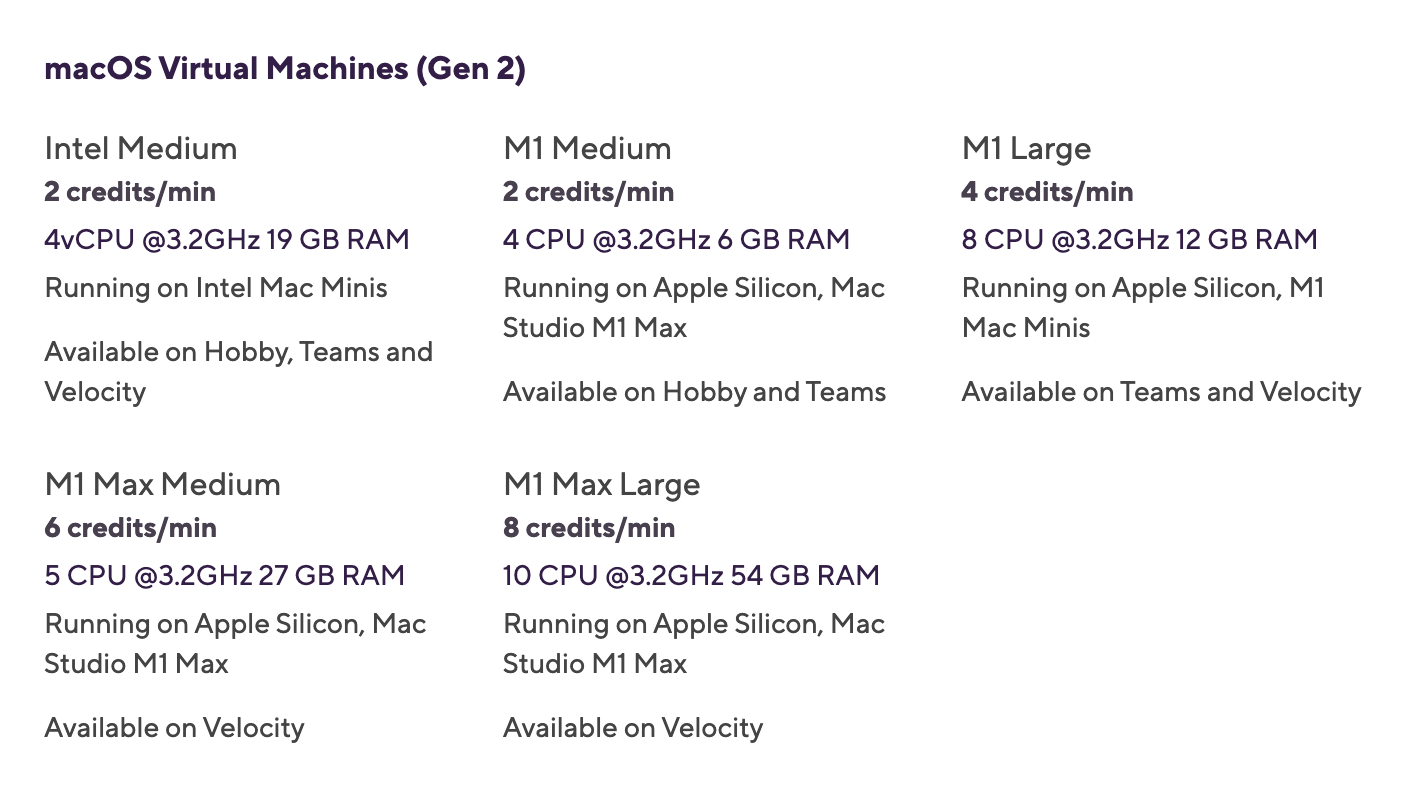 macOS Virtual Machines (Gen 2)
Intel Medium
2 credits/min
4vCPU @3.2GHz 19 GB RAM
Running on Intel Mac Minis
Available on Hobby, Teams and
Velocity
M1 Medium
2 credits/min
4 CPU @3.2GHz 6 GB RAM
Running on Apple Silicon, Mac
Studio M1 Max
Available on Hobby and Teams
M1 Large
4 credits/min
8 CPU @3.2GHz 12 GB RAM
Running on Apple Silicon, M1
Mac Minis
Available on Teams and Velocity
M1 Max Medium
6 credits/min
5 CPU @3.2GHz 27 GB RAM
Running on Apple Silicon, Mac
Studio M1 Max
Available on Velocity
M1 Max Large
8 credits/min
10 CPU @3.2GHz 54 GB RAM
Running on Apple Silicon, Mac
Studio M1 Max
Available on Velocity